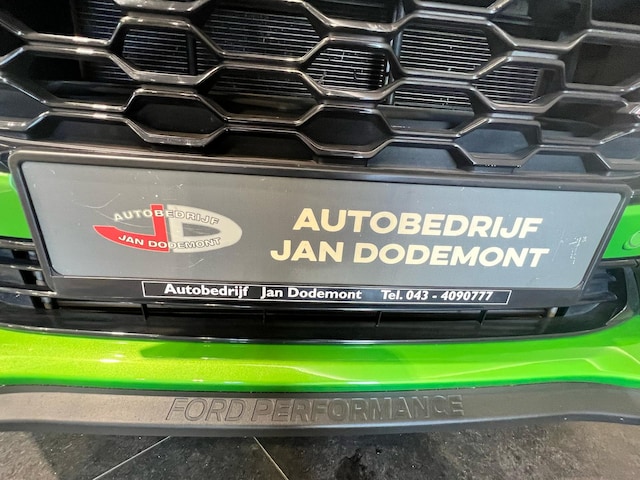 AUTOBEDRIJF
JAN DODEMONT
AUTOBEDRIJF
JAN DODEMONT
Autobedrijf Jan Dodemont Tel. 043 - 4090777
FORD PERFORMANCE